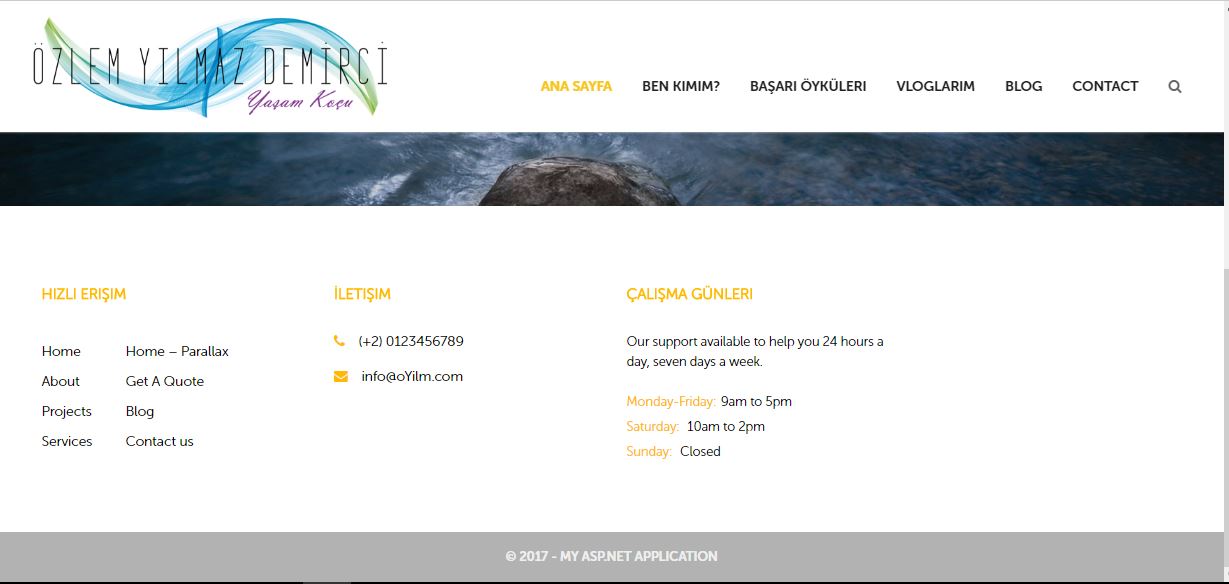 ÖZLEM YILMAZ DEMİRCİ
Yaşam Koçu
ANA SAYFA BEN KIMIM? BAŞARI ÖYKÜLERI VLOGLARIM BLOG CONTACT
HIZLI ERIŞIM
Home
About
Projects
Services
Home – Parallax
Get A Quote
Blog
Contact us
İLETIŞIM
(+2) 0123456789
info@oYilm.com
ÇALIŞMA GÜNLERI
Our support available to help you 24 hours a
day, seven days a week.
Monday-Friday: 9am to 5pm
Saturday: 10am to 2pm
Sunday: Closed
© 2017 - MY ASP.NET APPLICATION